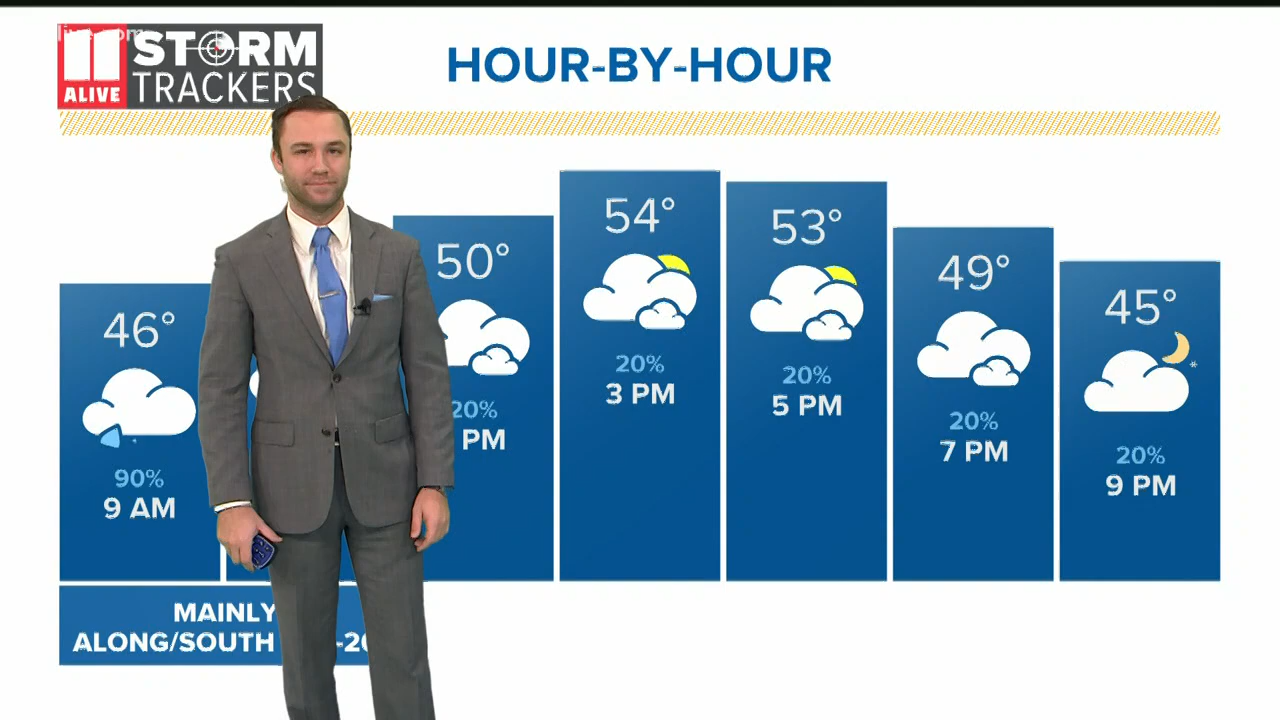 11
ALIVE
STORM
TRACKERS
HOUR-BY-HOUR
46°
90%
9 AM
50°
20%
PM
54°
20%
3 PM
53°
20%
5 PM
49°
20%
7 PM
45°
20%
9 PM
MAINLY
ALONG/SOUTH